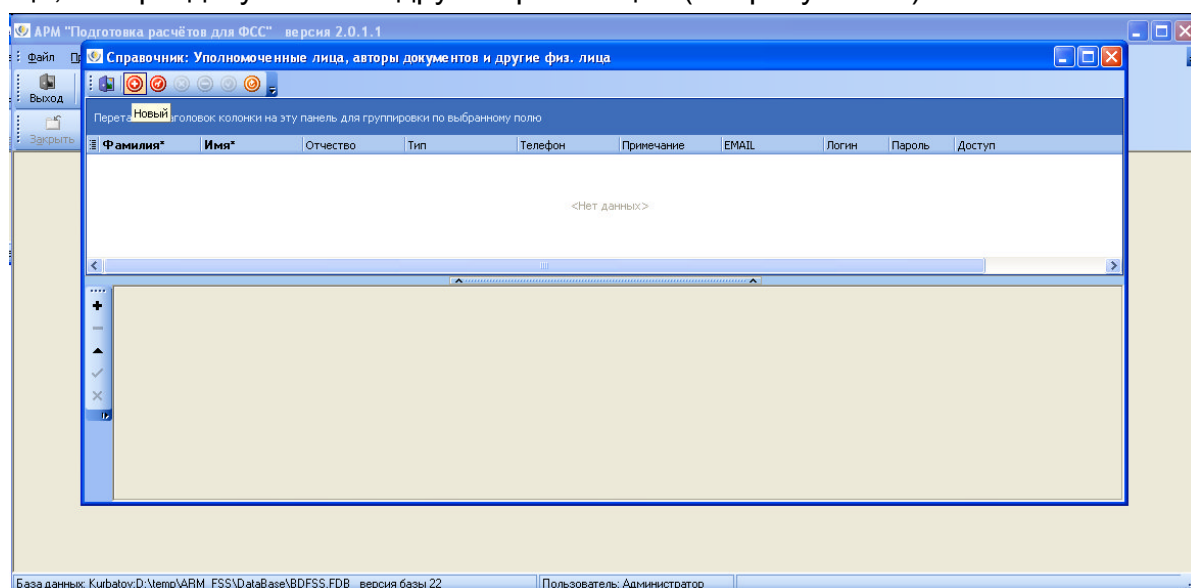 АРМ "Подготовка расчётов для ФСС" версия 2.0.1.1
Файл
Справочник: Уполномоченные лица, авторы документов и другие физ. лица
Выход
Новый
Закрыть
колонки на эту панель для группировки по выбранному полю
Фамилия* Имя* Отчество Тип Телефон Примечание EMAIL Логин Пароль Доступ
<Нет данных>
База данных: Kurbatov:D:\temp\ARM_FSS\DataBase\BDFSS.FDB версия базы 22 Пользователь: Администратор